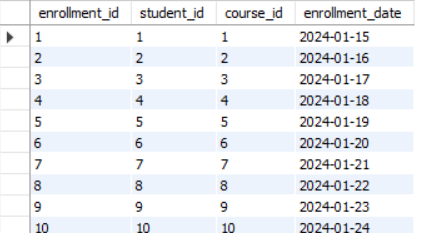 enrollment_id student_id course_id enrollment_date
1 1 1 2024-01-15
2 2 2 2024-01-16
3 3 3 2024-01-17
4 4 4 2024-01-18
5 5 5 2024-01-19
6 6 6 2024-01-20
7 7 7 2024-01-21
8 8 8 2024-01-22
9 9 9 2024-01-23
10 10 10 2024-01-24